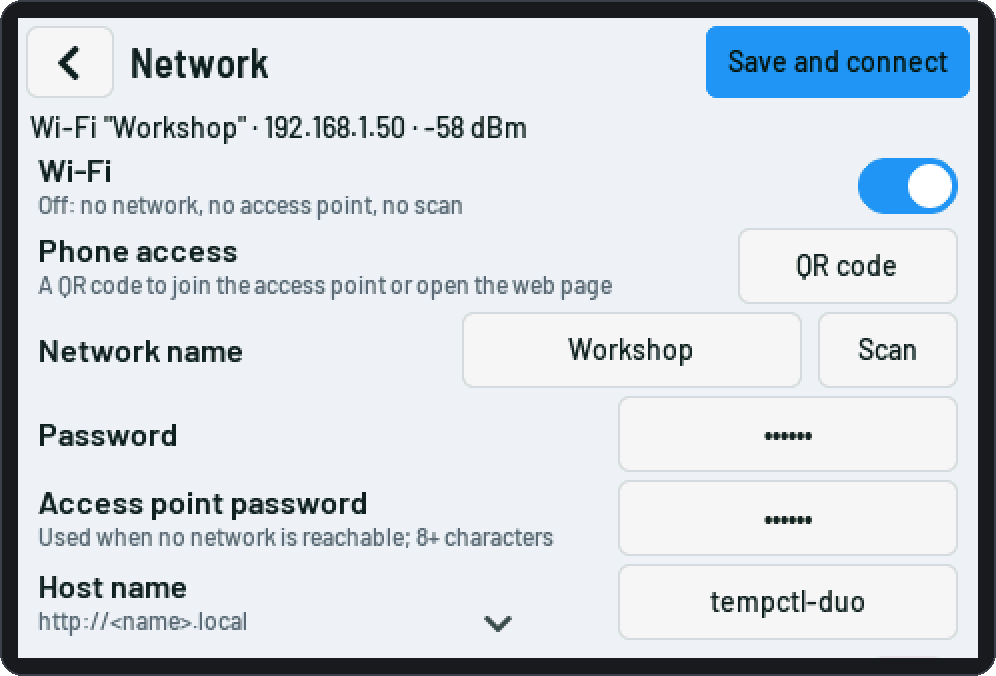 Network
Save and connect
Wi-Fi "Workshop" · 192.168.1.50 · -58 dBm
Wi-Fi
Off: no network, no access point, no scan
Phone access
A QR code to join the access point or open the web page
QR code
Network name
Workshop
Scan
Password
••••••
Access point password
Used when no network is reachable; 8+ characters
••••••
Host name
http://<name>.local
tempctl-duo